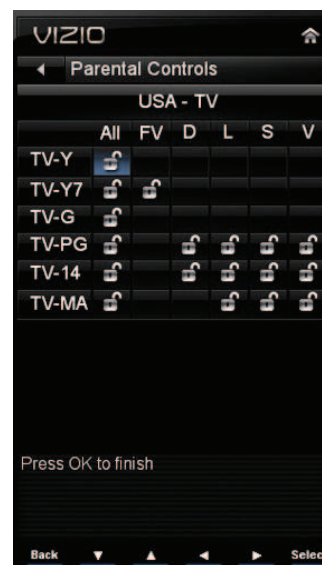 VIZIO
Parental Controls
USA - TV
All FV D L S V
TV-Y
TV-Y7
TV-G
TV-PG
TV-14
TV-MA
Press OK to finish
Back Selec